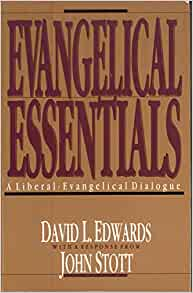 EVANGELICAL
ESSENTIALS
A Liberal-Evangelical Dialogue
DAVID L. EDWARDS
WITH A RESPONSE FROM
JOHN STOTT